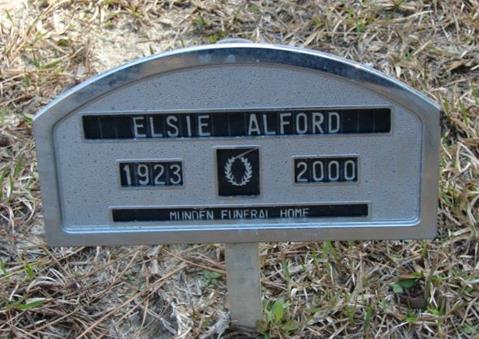 ELSIE ALFORD
1923 2000
MUNDEN FUNERAL HOME